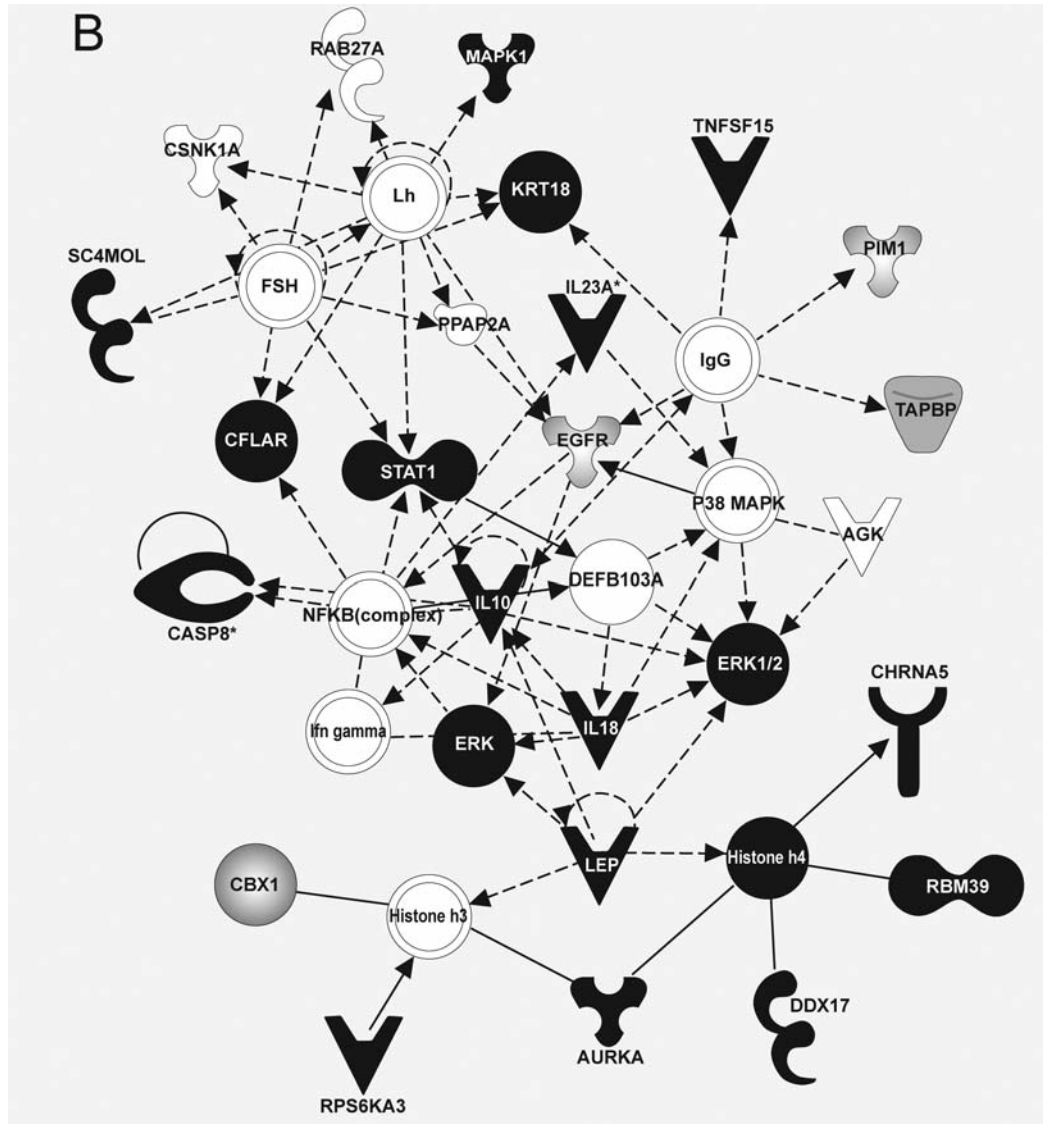 B
RAB27A
MAPK1
TNFSF15
CSNK1A
Lh
KRT18
PIM1
SC4MOL
FSH
IL23A*
PPAP2A
IgG
TAPBP
CFLAR
EGFR
STAT1
P38 MAPK
AGK
DEFB103A
IL10
NFKB(complex)
CASP8*
ERK1/2
CHRNA5
Ifn gamma
ERK
IL18
LEP
Histone h4
CBX1
RBM39
Histone h3
DDX17
AURKA
RPS6KA3